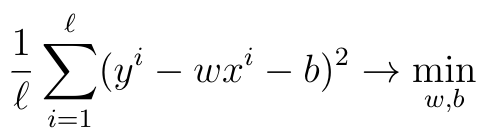 $$\frac{1}{\ell} \sum_{i=1}^{\ell} (y^i - wx^i - b)^2 \to \min_{w,b}$$